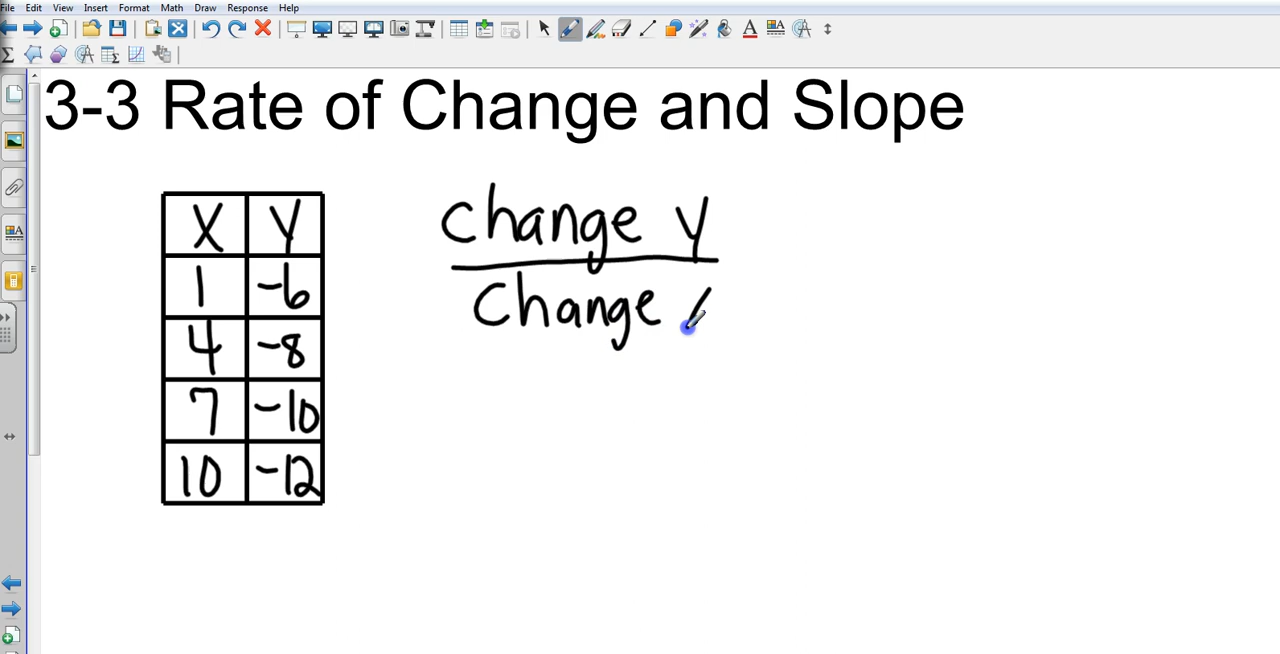 File Edit View Insert Format Math Draw Response Help
3-3 Rate of Change and Slope
X Y
1 -6
4 -8
7 -10
10 -12
change y
Change